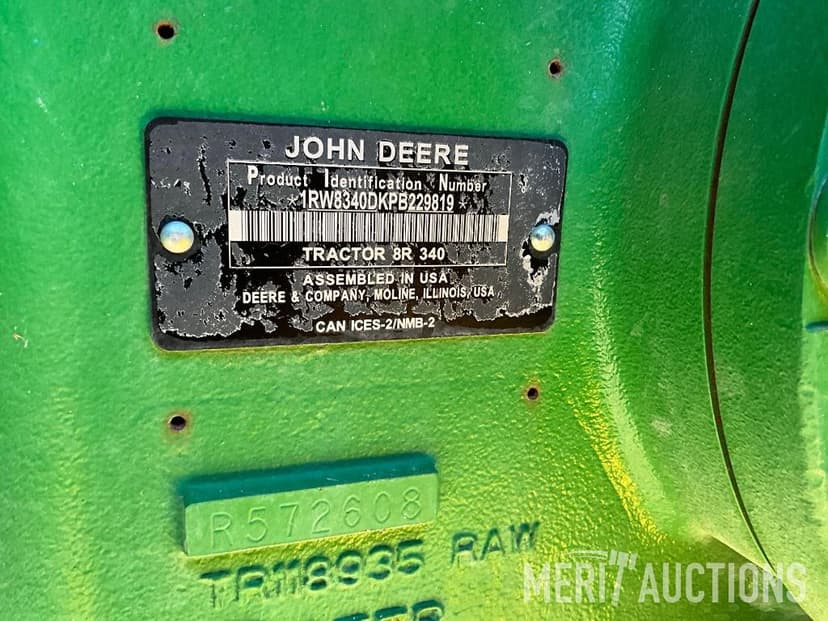 JOHN DEERE
Product Identification Number
*1RW8340DKPB229819*
TRACTOR 8R 340
ASSEMBLED IN USA
DEERE & COMPANY, MOLINE, ILLINOIS, USA
CAN ICES-2/NMB-2
R572608
TR118935 RAW
MERIT AUCTIONS